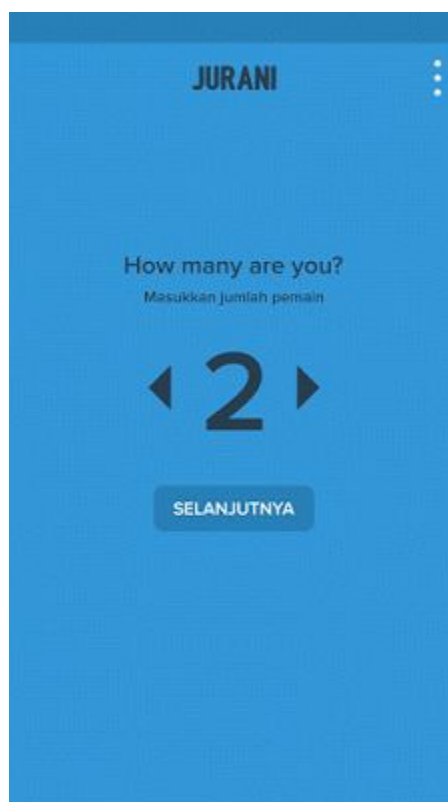 JURANI
How many are you?
Masukkan jumlah pemain
2
SELANJUTNYA